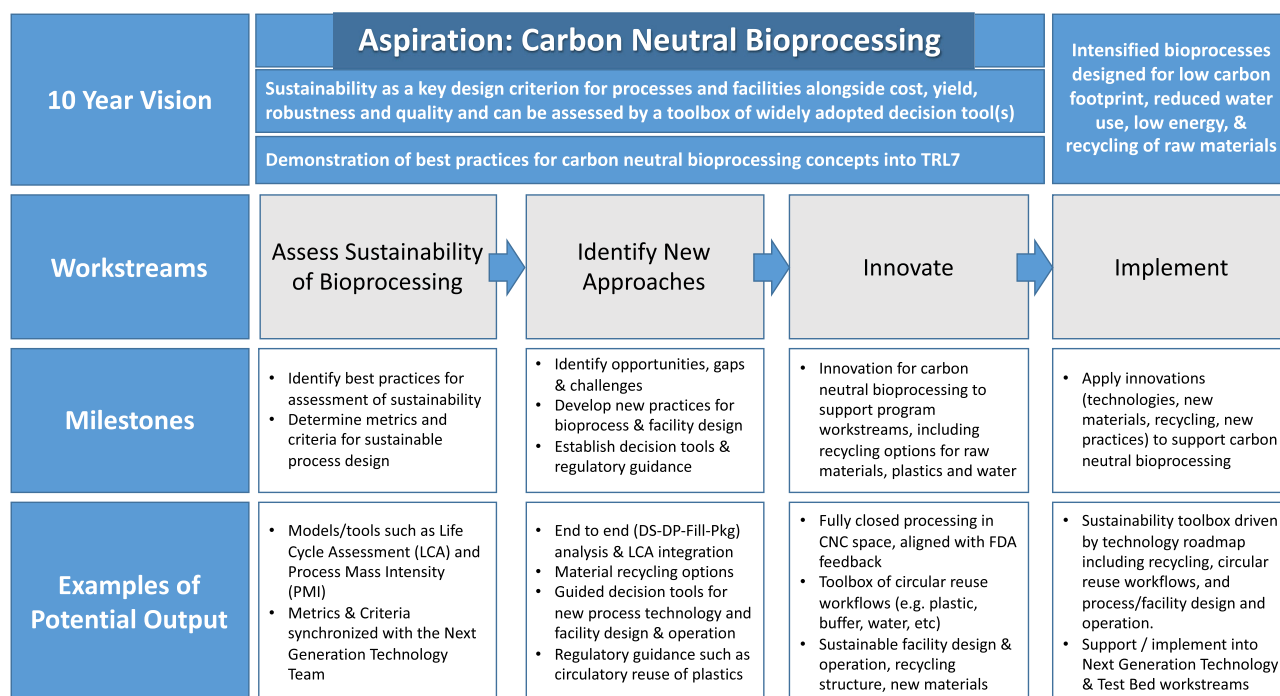 Aspiration: Carbon Neutral Bioprocessing
10 Year Vision
Sustainability as a key design criterion for processes and facilities alongside cost, yield,
robustness and quality and can be assessed by a toolbox of widely adopted decision tool(s)
Demonstration of best practices for carbon neutral bioprocessing concepts into TRL7
Intensified bioprocesses
designed for low carbon
footprint, reduced water
use, low energy, &
recycling of raw materials
Workstreams
Assess Sustainability
of Bioprocessing
Identify New
Approaches
Innovate
Implement
Milestones
• Identify best practices for
assessment of sustainability
• Determine metrics and
criteria for sustainable
process design
• Identify opportunities, gaps
& challenges
• Develop new practices for
bioprocess & facility design
• Establish decision tools &
regulatory guidance
• Innovation for carbon
neutral bioprocessing to
support program
workstreams, including
recycling options for raw
materials, plastics and water
• Apply innovations
(technologies, new
materials, recycling, new
practices) to support carbon
neutral bioprocessing
Examples of
Potential Output
• Models/tools such as Life
Cycle Assessment (LCA) and
Process Mass Intensity
(PMI)
• Metrics & Criteria
synchronized with the Next
Generation Technology
Team
• End to end (DS-DP-Fill-Pkg)
analysis & LCA integration
• Material recycling options
• Guided decision tools for
new process technology and
facility design & operation
• Regulatory guidance such as
circulatory reuse of plastics
• Fully closed processing in
CNC space, aligned with FDA
feedback
• Toolbox of circular reuse
workflows (e.g. plastic,
buffer, water, etc)
• Sustainable facility design &
operation, recycling
structure, new materials
• Sustainability toolbox driven
by technology roadmap
including recycling, circular
reuse workflows, and
process/facility design and
operation.
• Support / implement into
Next Generation Technology
& Test Bed workstreams